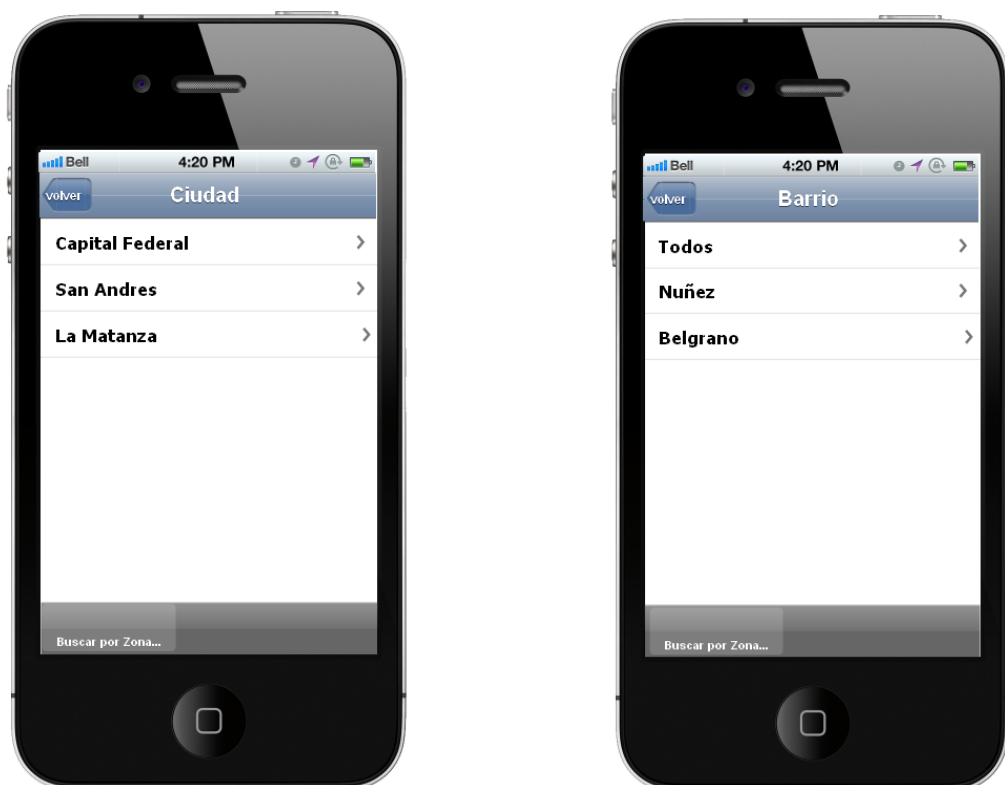 Bell 4:20 PM
volver Ciudad
Capital Federal
San Andres
La Matanza
Buscar por Zona...
Bell 4:20 PM
volver Barrio
Todos
Nuñez
Belgrano
Buscar por Zona...